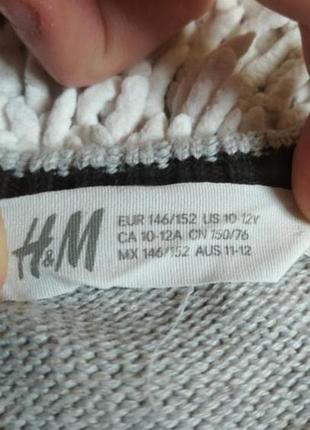 H&M
EUR 146/152 US 10-12Y
CA 10-12A CN 150/76
MX 146/152 AUS 11-12